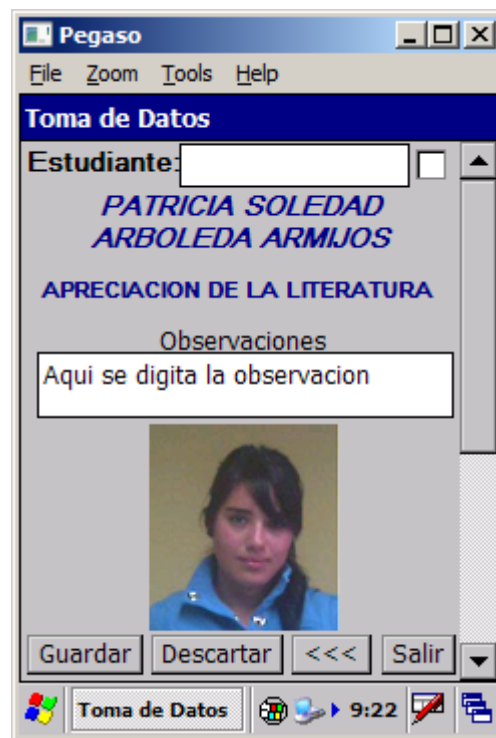 Pegaso
File Zoom Tools Help
Toma de Datos
Estudiante:
PATRICIA SOLEDAD
ARBOLEDA ARMIJOS
APRECIACION DE LA LITERATURA
Observaciones
Aqui se digita la observacion
Guardar Descartar <<< Salir
Toma de Datos 9:22